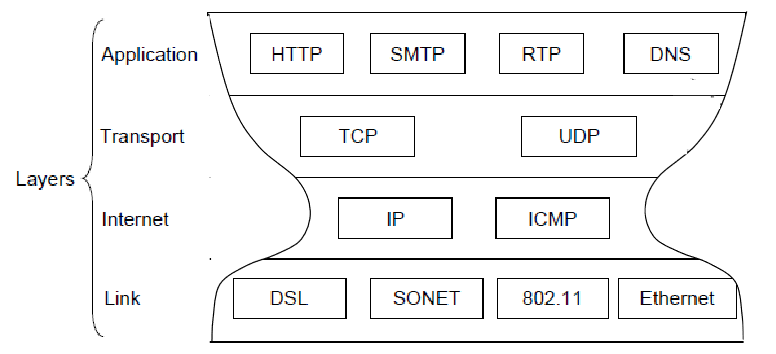 Application HTTP SMTP RTP DNS
Transport TCP UDP
Layers
Internet IP ICMP
Link DSL SONET 802.11 Ethernet